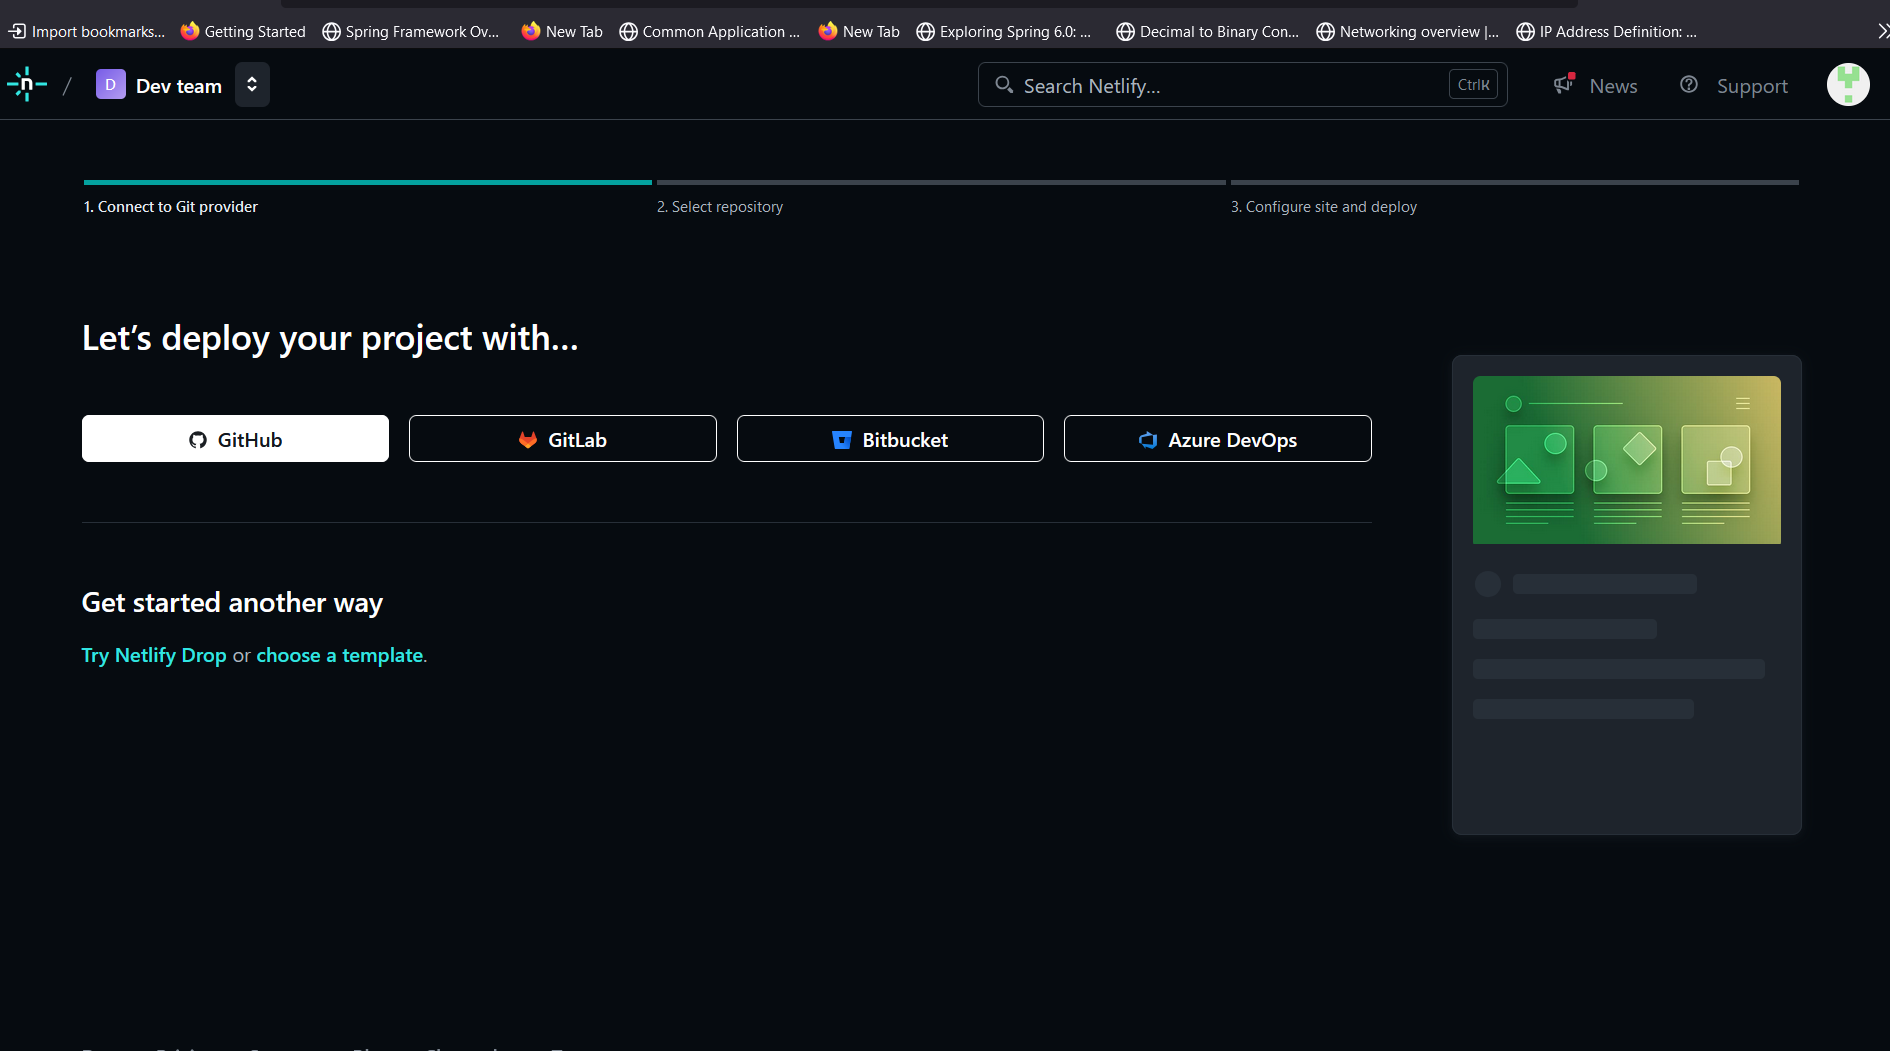 Import bookmarks... Getting Started Spring Framework Ov... New Tab Common Application ... New Tab Exploring Spring 6.0: ... Decimal to Binary Con... Networking overview |... IP Address Definition: ...
n / D Dev team Search Netlify... CtrlK News Support
1. Connect to Git provider 2. Select repository 3. Configure site and deploy
Let’s deploy your project with…
GitHub GitLab Bitbucket Azure DevOps
Get started another way
Try Netlify Drop or choose a template.